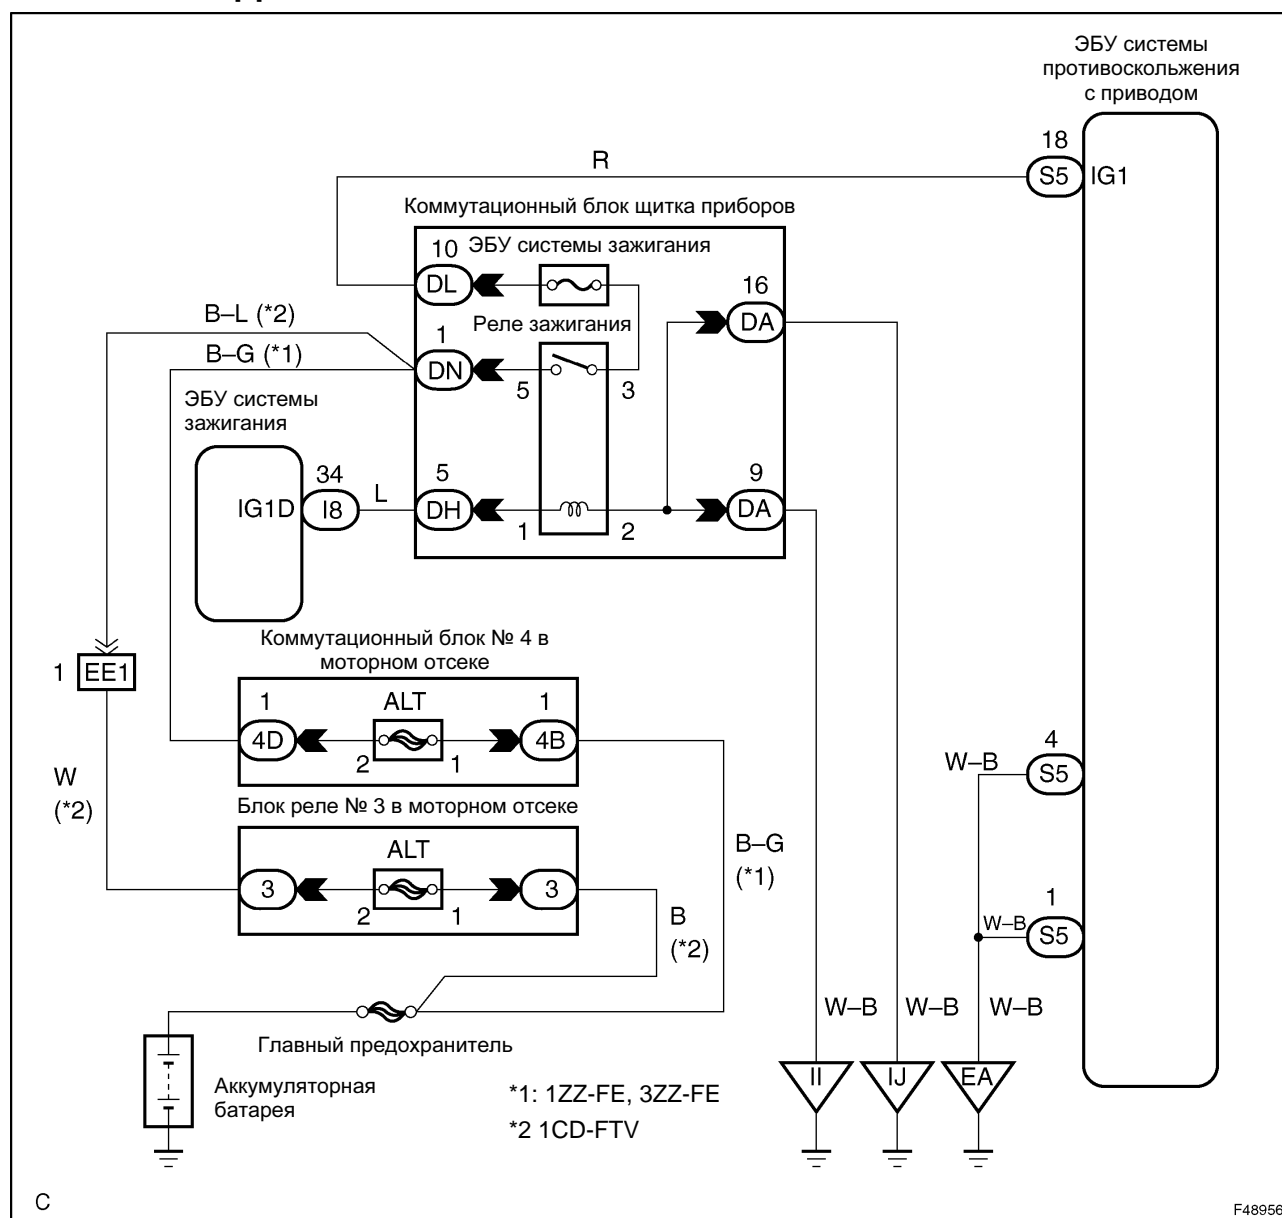 ЭБУ системы
противоскольжения
с приводом
18
R
S5
IG1
Коммутационный блок щитка приборов
10
ЭБУ системы зажигания
DL
16
B–L (*2)
1
Реле зажигания
DA
B–G (*1)
DN
5
3
ЭБУ системы
зажигания
34
5
9
IG1D
I8
L
DH
DA
1
2
Коммутационный блок № 4 в
моторном отсеке
1
EE1
1
ALT
1
4D
4B
2
1
4
W–B
S5
W
(*2)
Блок реле № 3 в моторном отсеке
ALT
B–G
(*1)
3
3
2
1
1
B
(*2)
W–B
S5
W–B
W–B
W–B
Главный предохранитель
II
IJ
EA
Аккумуляторная
батарея
*1: 1ZZ-FE, 3ZZ-FE
*2 1CD-FTV
C
F48956